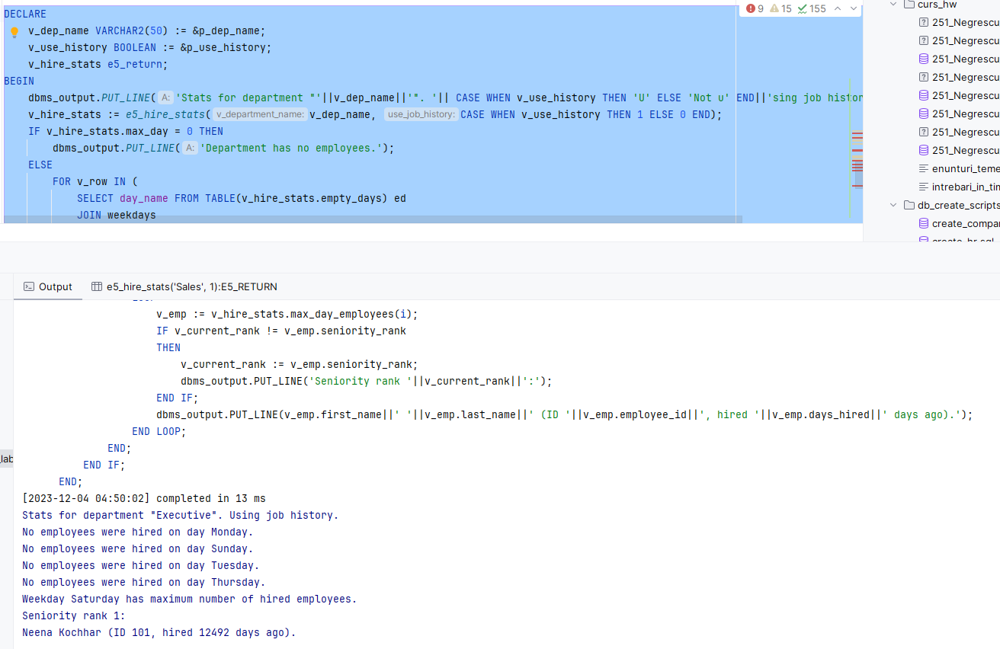 DECLARE
v_dep_name VARCHAR2(50) := &p_dep_name;
v_use_history BOOLEAN := &p_use_history;
v_hire_stats e5_return;
BEGIN
dbms_output.PUT_LINE( A: 'Stats for department "'||v_dep_name||'". '|| CASE WHEN v_use_history THEN 'U' ELSE 'Not u' END||'sing job histor
v_hire_stats := e5_hire_stats( v_department_name: v_dep_name, use_job_history: CASE WHEN v_use_history THEN 1 ELSE 0 END);
IF v_hire_stats.max_day = 0 THEN
dbms_output.PUT_LINE( A: 'Department has no employees.');
ELSE
FOR v_row IN (
SELECT day_name FROM TABLE(v_hire_stats.empty_days) ed
JOIN weekdays
9 15 155
curs_hw
251_Negrescu
251_Negrescu
251_Negrescu
251_Negrescu
251_Negrescu
251_Negrescu
251_Negrescu
251_Negrescu
enunturi_teme
intrebari_in_tim
db_create_scripts
create_compar
create_hr.sql
Output e5_hire_stats('Sales', 1):E5_RETURN
LOOP
v_emp := v_hire_stats.max_day_employees(i);
IF v_current_rank != v_emp.seniority_rank
THEN
v_current_rank := v_emp.seniority_rank;
dbms_output.PUT_LINE('Seniority rank '||v_current_rank||':');
END IF;
dbms_output.PUT_LINE(v_emp.first_name||' '||v_emp.last_name||' (ID '||v_emp.employee_id||', hired '||v_emp.days_hired||' days ago).');
END LOOP;
END;
_lab
END IF;
END;
[2023-12-04 04:50:02] completed in 13 ms
Stats for department "Executive". Using job history.
No employees were hired on day Monday.
No employees were hired on day Sunday.
No employees were hired on day Tuesday.
No employees were hired on day Thursday.
Weekday Saturday has maximum number of hired employees.
Seniority rank 1:
Neena Kochhar (ID 101, hired 12492 days ago).